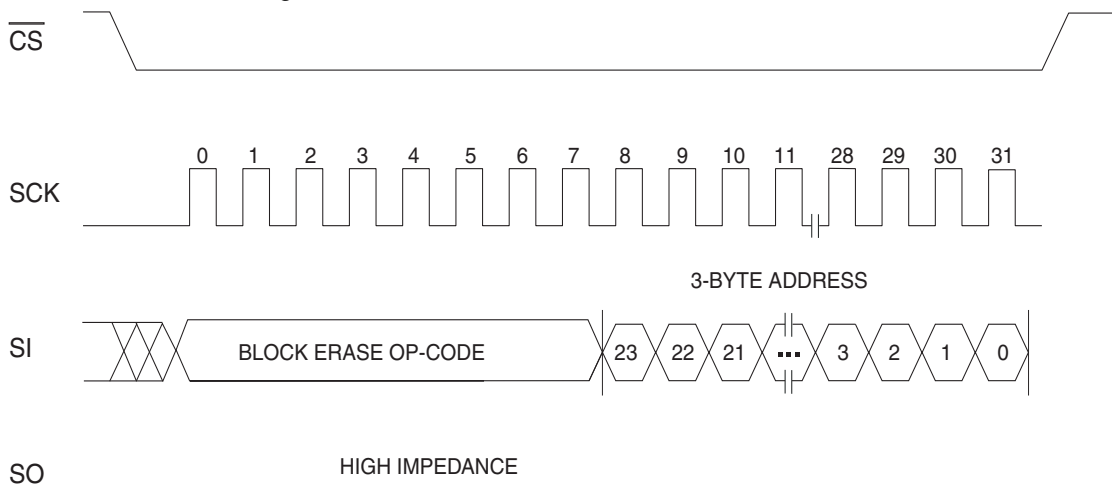 CS
0 1 2 3 4 5 6 7 8 9 10 11 28 29 30 31
SCK
3-BYTE ADDRESS
SI BLOCK ERASE OP-CODE 23 22 21 ... 3 2 1 0
HIGH IMPEDANCE
SO